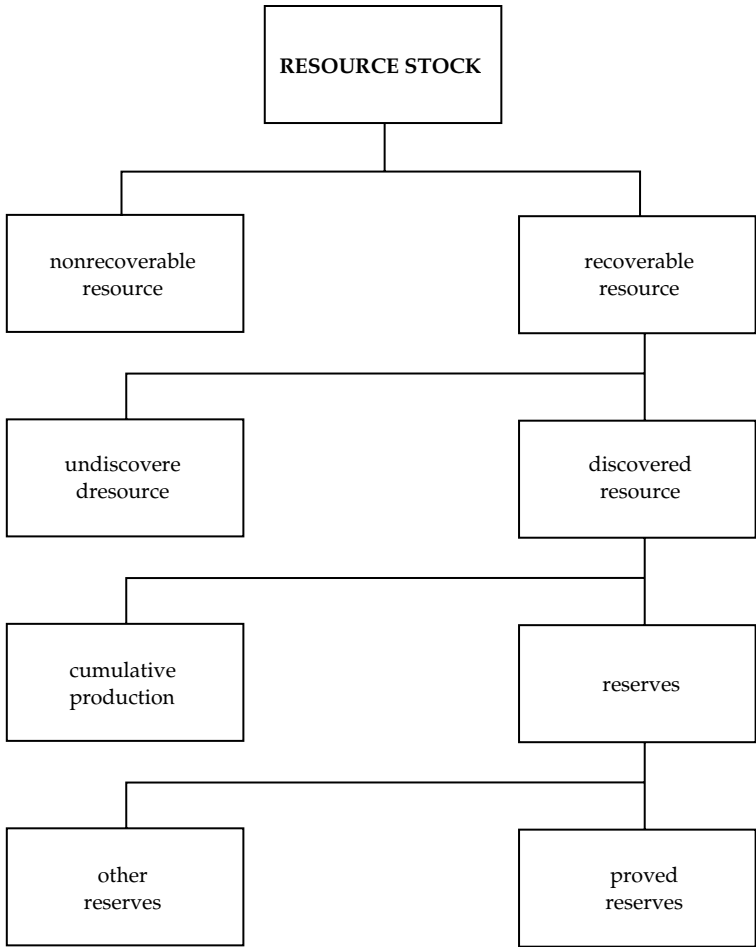 RESOURCE STOCK
nonrecoverable
resource
recoverable
resource
undiscovere
dresource
discovered
resource
cumulative
production
reserves
other
reserves
proved
reserves